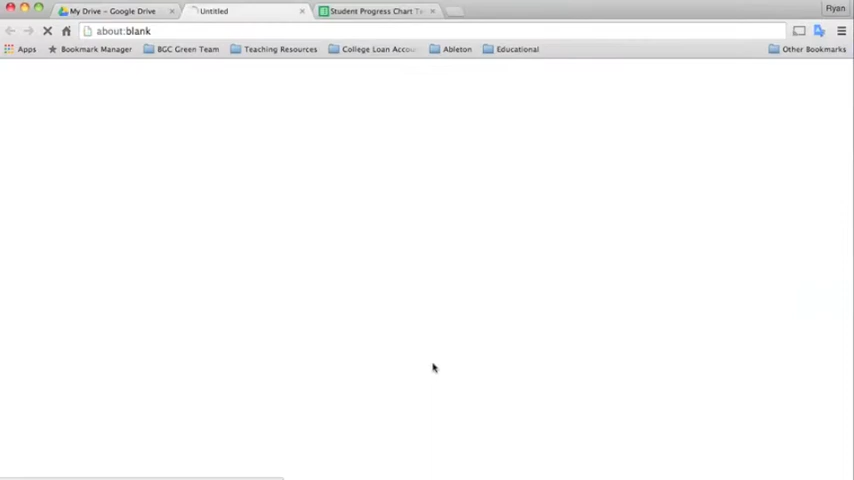 My Drive – Google Drive
Untitled
Student Progress Chart Te
Ryan
about:blank
Apps
Bookmark Manager
BGC Green Team
Teaching Resources
College Loan Accou
Ableton
Educational
Other Bookmarks